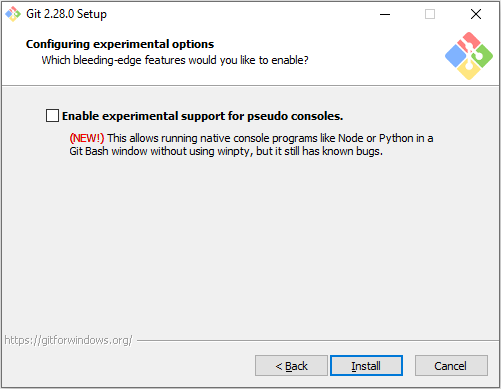 Git 2.28.0 Setup
Configuring experimental options
Which bleeding-edge features would you like to enable?
Enable experimental support for pseudo consoles.
(NEW!) This allows running native console programs like Node or Python in a
Git Bash window without using winpty, but it still has known bugs.
https://gitforwindows.org/
< Back
Install
Cancel